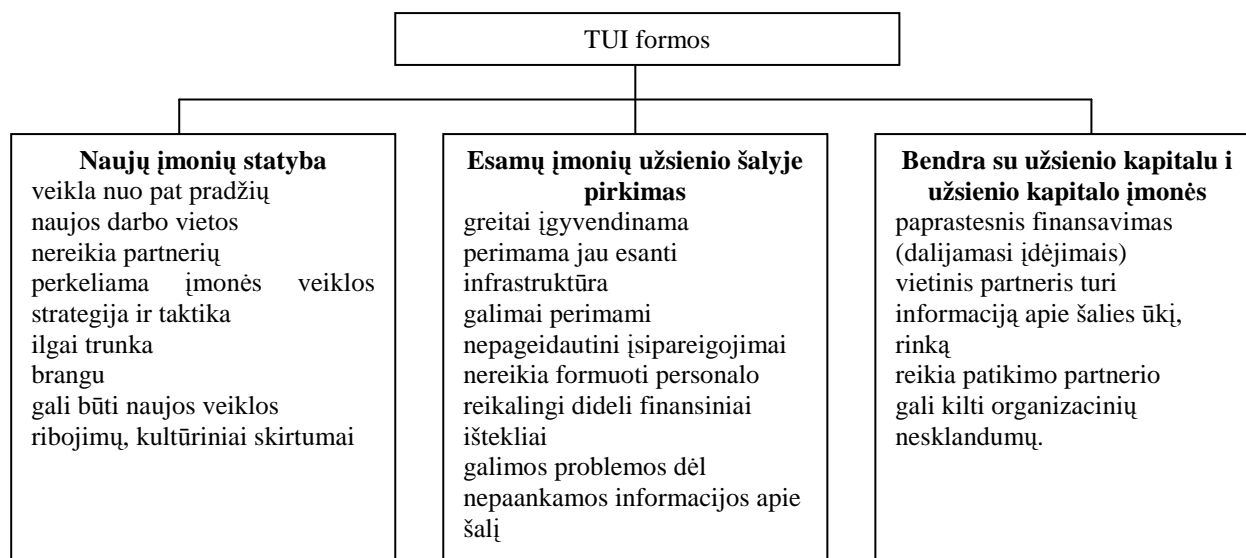 TUI formos
Naujų įmonių statyba
veikla nuo pat pradžių
naujos darbo vietos
nereikia partnerių
perkeliama įmonės veiklos
strategija ir taktika
ilgai trunka
brangu
gali būti naujos veiklos
ribojimų, kultūriniai skirtumai
Esamų įmonių užsienio šalyje
pirkimas
greitai įgyvendinama
perimama jau esanti
infrastruktūra
galimai perimami
nepageidautini įsipareigojimai
nereikia formuoti personalo
reikalingi dideli finansiniai
ištekliai
galimos problemos dėl
nepaankamos informacijos apie
šalį
Bendra su užsienio kapitalu i
užsienio kapitalo įmonės
paprastesnis finansavimas
(dalijamasi įdėjimais)
vietinis partneris turi
informaciją apie šalies ūkį,
rinką
reikia patikimo partnerio
gali kilti organizacinių
nesklandumų.